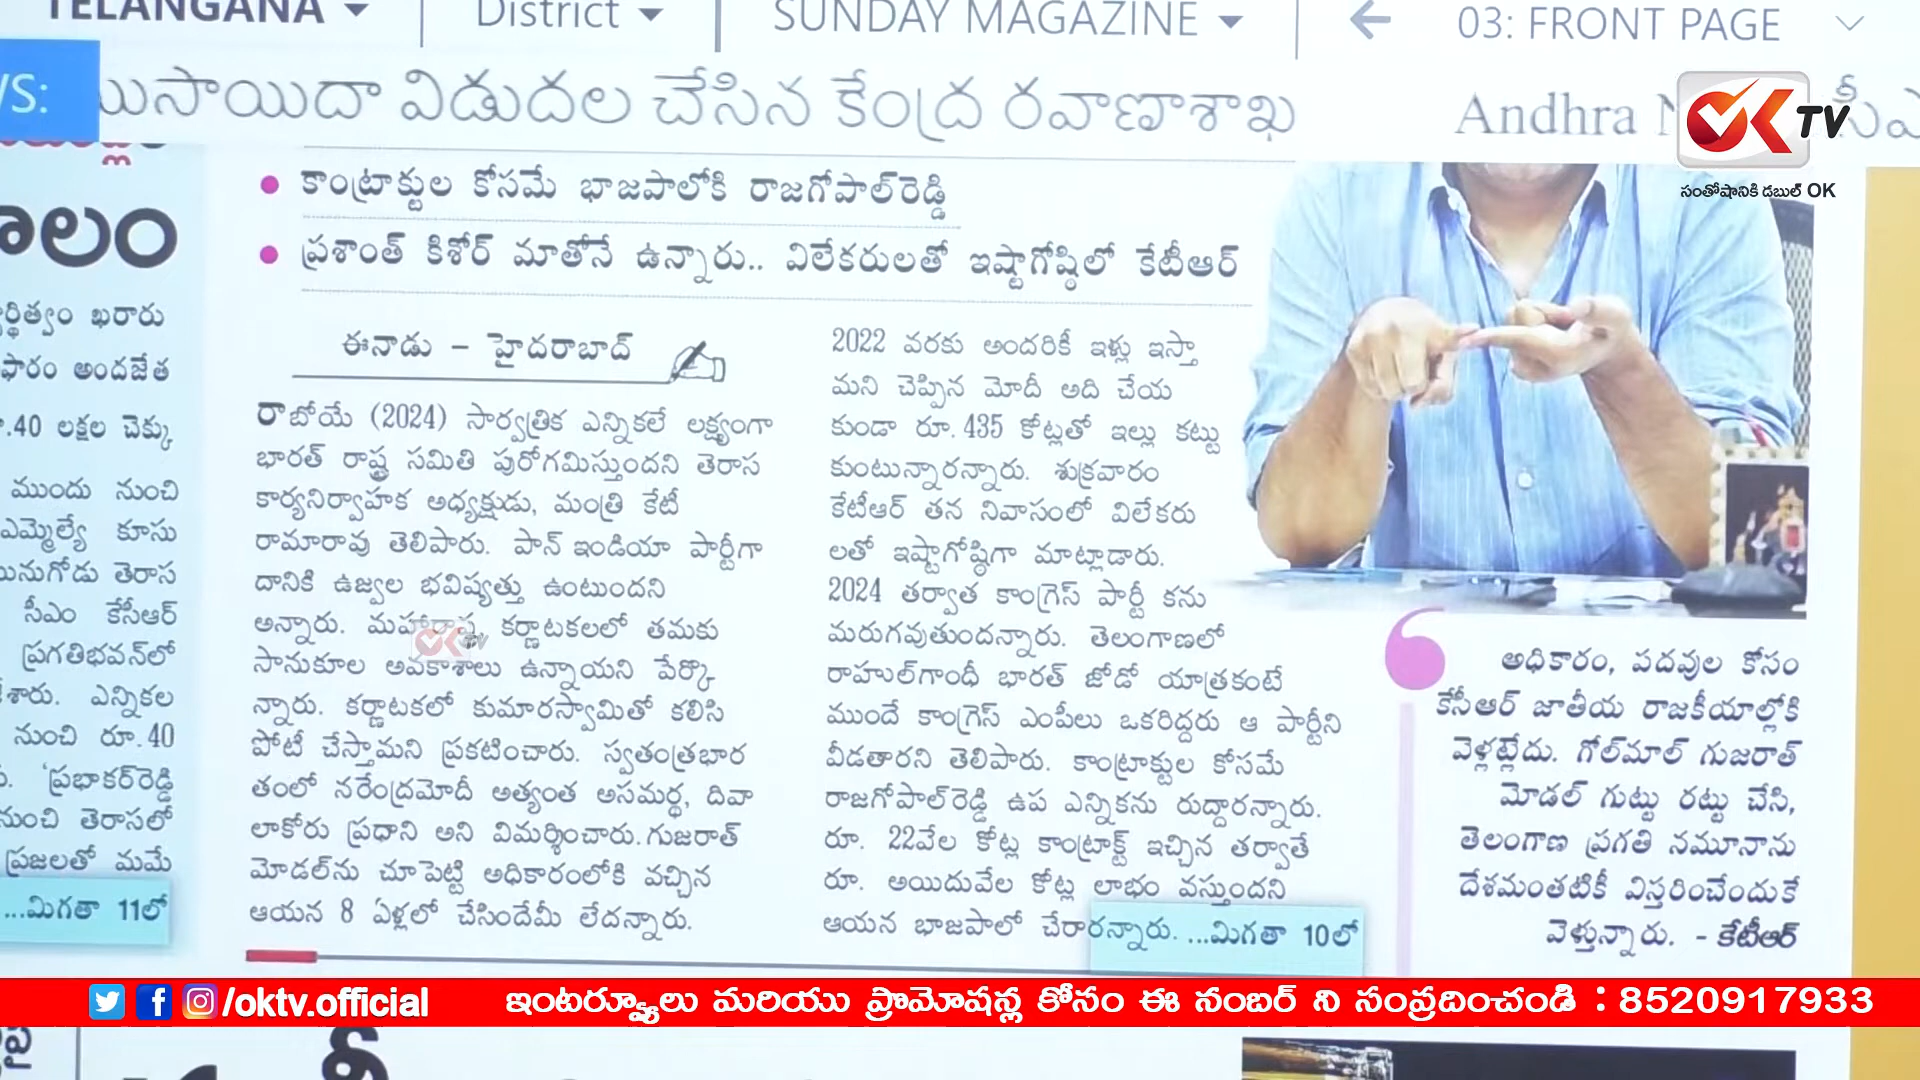 TELANGANA
District
SUNDAY MAGAZINE
03: FRONT PAGE
ముసాయిదా విడుదల చేసిన కేంద్ర రవాణాశాఖ
Andhra
OK TV
సంతోషానికి డబుల్ OK
కాంట్రాక్టుల కోసమే భాజపాలోకి రాజగోపాల్‌రెడ్డి
ప్రశాంత్ కిశోర్ మాతోనే ఉన్నారు.. విలేకరులతో ఇష్టాగోష్ఠిలో కేటీఆర్
ఈనాడు - హైదరాబాద్
రాబోయే (2024) సార్వత్రిక ఎన్నికలే లక్ష్యంగా
భారత్ రాష్ట్ర సమితి పురోగమిస్తుందని తెరాస
కార్యనిర్వాహక అధ్యక్షుడు, మంత్రి కేటీ
రామారావు తెలిపారు. పాన్ ఇండియా పార్టీగా
దానికి ఉజ్వల భవిష్యత్తు ఉంటుందని
అన్నారు. మహారాష్ట్ర కర్ణాటకలలో తమకు
సానుకూల అవకాశాలు ఉన్నాయని పేర్కొ
న్నారు. కర్ణాటకలో కుమారస్వామితో కలిసి
పోటీ చేస్తామని ప్రకటించారు. స్వతంత్రభార
తంలో నరేంద్రమోదీ అత్యంత అసమర్థ, దివా
లాకోరు ప్రధాని అని విమర్శించారు. గుజరాత్
మోడల్‌ను చూపెట్టి అధికారంలోకి వచ్చిన
ఆయన 8 ఏళ్లలో చేసిందేమీ లేదన్నారు.
2022 వరకు అందరికీ ఇళ్లు ఇస్తా
మని చెప్పిన మోదీ అది చేయ
కుండా రూ.435 కోట్లతో ఇల్లు కట్టు
కుంటున్నారన్నారు. శుక్రవారం
కేటీఆర్ తన నివాసంలో విలేకరు
లతో ఇష్టాగోష్ఠిగా మాట్లాడారు.
2024 తర్వాత కాంగ్రెస్ పార్టీ కను
మరుగవుతుందన్నారు. తెలంగాణలో
రాహుల్‌గాంధీ భారత్ జోడో యాత్రకంటే
ముందే కాంగ్రెస్ ఎంపీలు ఒకరిద్దరు ఆ పార్టీని
వీడతారని తెలిపారు. కాంట్రాక్టుల కోసమే
రాజగోపాల్‌రెడ్డి ఉప ఎన్నికను రుద్దారన్నారు.
రూ. 22వేల కోట్ల కాంట్రాక్ట్ ఇచ్చిన తర్వాతే
రూ. అయిదువేల కోట్ల లాభం వస్తుందని
ఆయన భాజపాలో చేరారన్నారు. ...మిగతా 10లో
అధికారం, పదవుల కోసం
కేసీఆర్ జాతీయ రాజకీయాల్లోకి
వెళ్లట్లేదు. గోల్‌మాల్ గుజరాత్
మోడల్ గుట్టు రట్టు చేసి,
తెలంగాణ ప్రగతి నమూనాను
దేశమంతటికీ విస్తరించేందుకే
వెళ్తున్నారు. - కేటీఆర్
ఖరారు
ఫారం అందజేత
.40 లక్షల చెక్కు
ముందు నుంచి
ఎమ్మెల్యే కూసు
తెరాస
సీఎం కేసీఆర్
ప్రగతిభవన్‌లో
ఎన్నికల
నుంచి రూ.40
'ప్రభాకర్‌రెడ్డి
నుంచి తెరాసలో
ప్రజలతో మమే
...మిగతా 11లో
/oktv.official
ఇంటర్వ్యూలు మరియు ప్రొమోషన్ల కోసం ఈ నంబర్ ని సంప్రదించండి : 8520917933